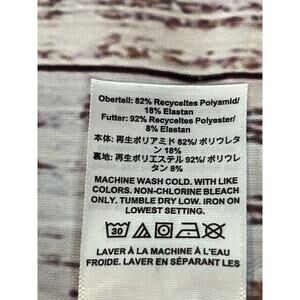 Oberteil: 82% Recyceltes Polyamid/
18% Elastan
Futter: 92% Recyceltes Polyester/
8% Elastan
本体: 再生ポリアミド 82%/ ポリウレタ
ン 18%
裏地: 再生ポリエステル 92%/ ポリウ
レタン 8%
MACHINE WASH COLD. WITH LIKE
COLORS. NON-CHLORINE BLEACH
ONLY. TUMBLE DRY LOW. IRON ON
LOWEST SETTING.
30
LAVER À LA MACHINE À L'EAU
FROIDE. LAVER EN SÉPARANT LES